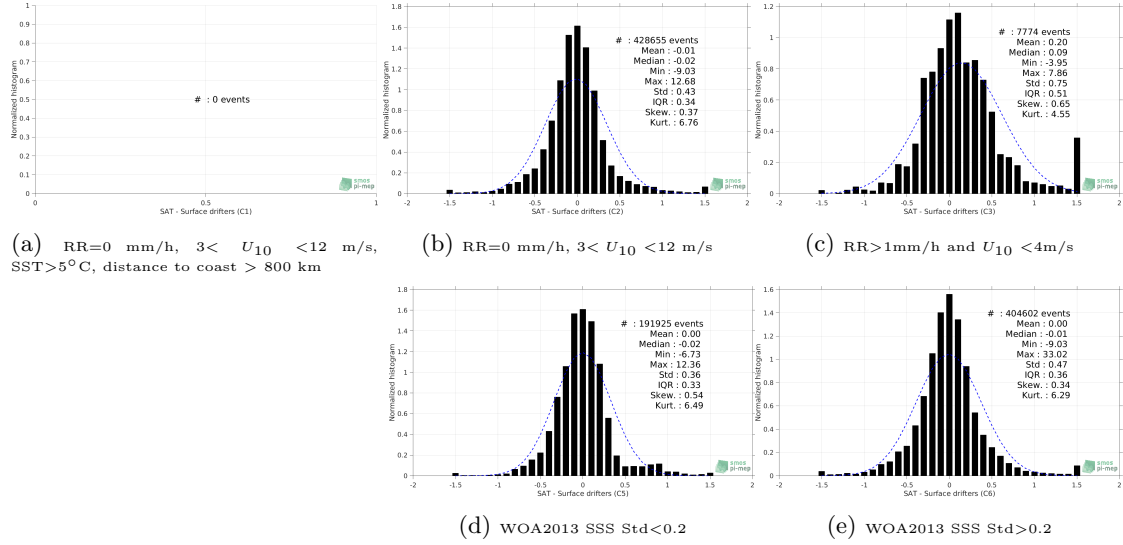 1
0.9
0.8
0.7
0.6
0.5
0.4
0.3
0.2
0.1
0
Normalized histogram
# : 0 events
smos
pi-mep
0 0.5 1
SAT - Surface drifters (C1)
(a) RR=0 mm/h, 3< U10 <12 m/s,
SST>5°C, distance to coast > 800 km
1.8
1.6
1.4
1.2
1
0.8
0.6
0.4
0.2
0
Normalized histogram
# : 428655 events
Mean : -0.01
Median : -0.02
Min : -9.03
Max : 12.68
Std : 0.43
IQR : 0.34
Skew. : 0.37
Kurt. : 6.76
smos
pi-mep
-2 -1.5 -1 -0.5 0 0.5 1 1.5 2
SAT - Surface drifters (C2)
(b) RR=0 mm/h, 3< U10 <12 m/s
1.2
1
0.8
0.6
0.4
0.2
0
Normalized histogram
# : 7774 events
Mean : 0.20
Median : 0.09
Min : -3.95
Max : 7.86
Std : 0.75
IQR : 0.51
Skew. : 0.65
Kurt. : 4.55
smos
pi-mep
-2 -1.5 -1 -0.5 0 0.5 1 1.5 2
SAT - Surface drifters (C3)
(c) RR>1mm/h and U10 <4m/s
1.8
1.6
1.4
1.2
1
0.8
0.6
0.4
0.2
0
Normalized histogram
# : 191925 events
Mean : 0.00
Median : -0.02
Min : -6.73
Max : 12.36
Std : 0.36
IQR : 0.33
Skew. : 0.54
Kurt. : 6.49
smos
pi-mep
-2 -1.5 -1 -0.5 0 0.5 1 1.5 2
SAT - Surface drifters (C5)
(d) WOA2013 SSS Std<0.2
1.6
1.4
1.2
1
0.8
0.6
0.4
0.2
0
Normalized histogram
# : 404602 events
Mean : 0.00
Median : -0.01
Min : -9.03
Max : 33.02
Std : 0.47
IQR : 0.36
Skew. : 0.34
Kurt. : 6.29
smos
pi-mep
-2 -1.5 -1 -0.5 0 0.5 1 1.5 2
SAT - Surface drifters (C6)
(e) WOA2013 SSS Std>0.2